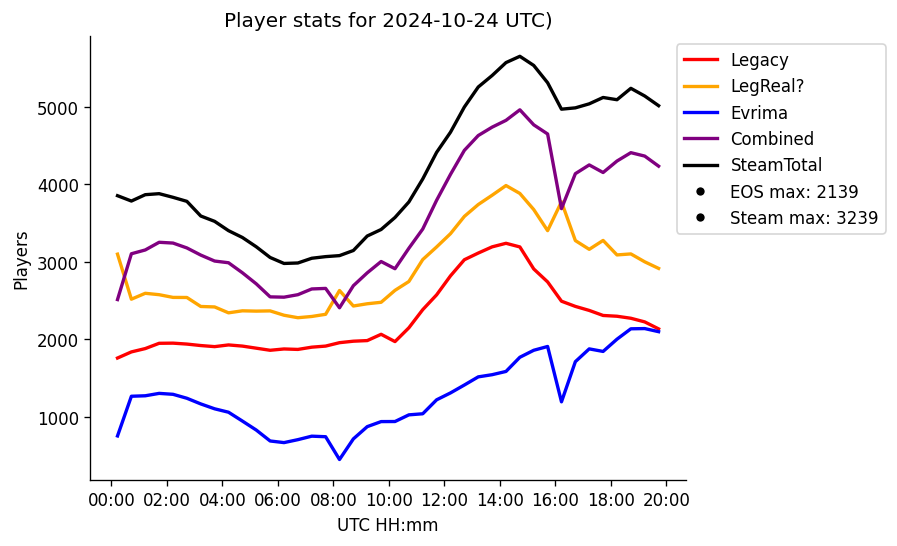 Player stats for 2024-10-24 UTC)
Legacy
LegReal?
Evrima
Combined
SteamTotal
EOS max: 2139
Steam max: 3239
Players
5000
4000
3000
2000
1000
00:00 02:00 04:00 06:00 08:00 10:00 12:00 14:00 16:00 18:00 20:00
UTC HH:mm